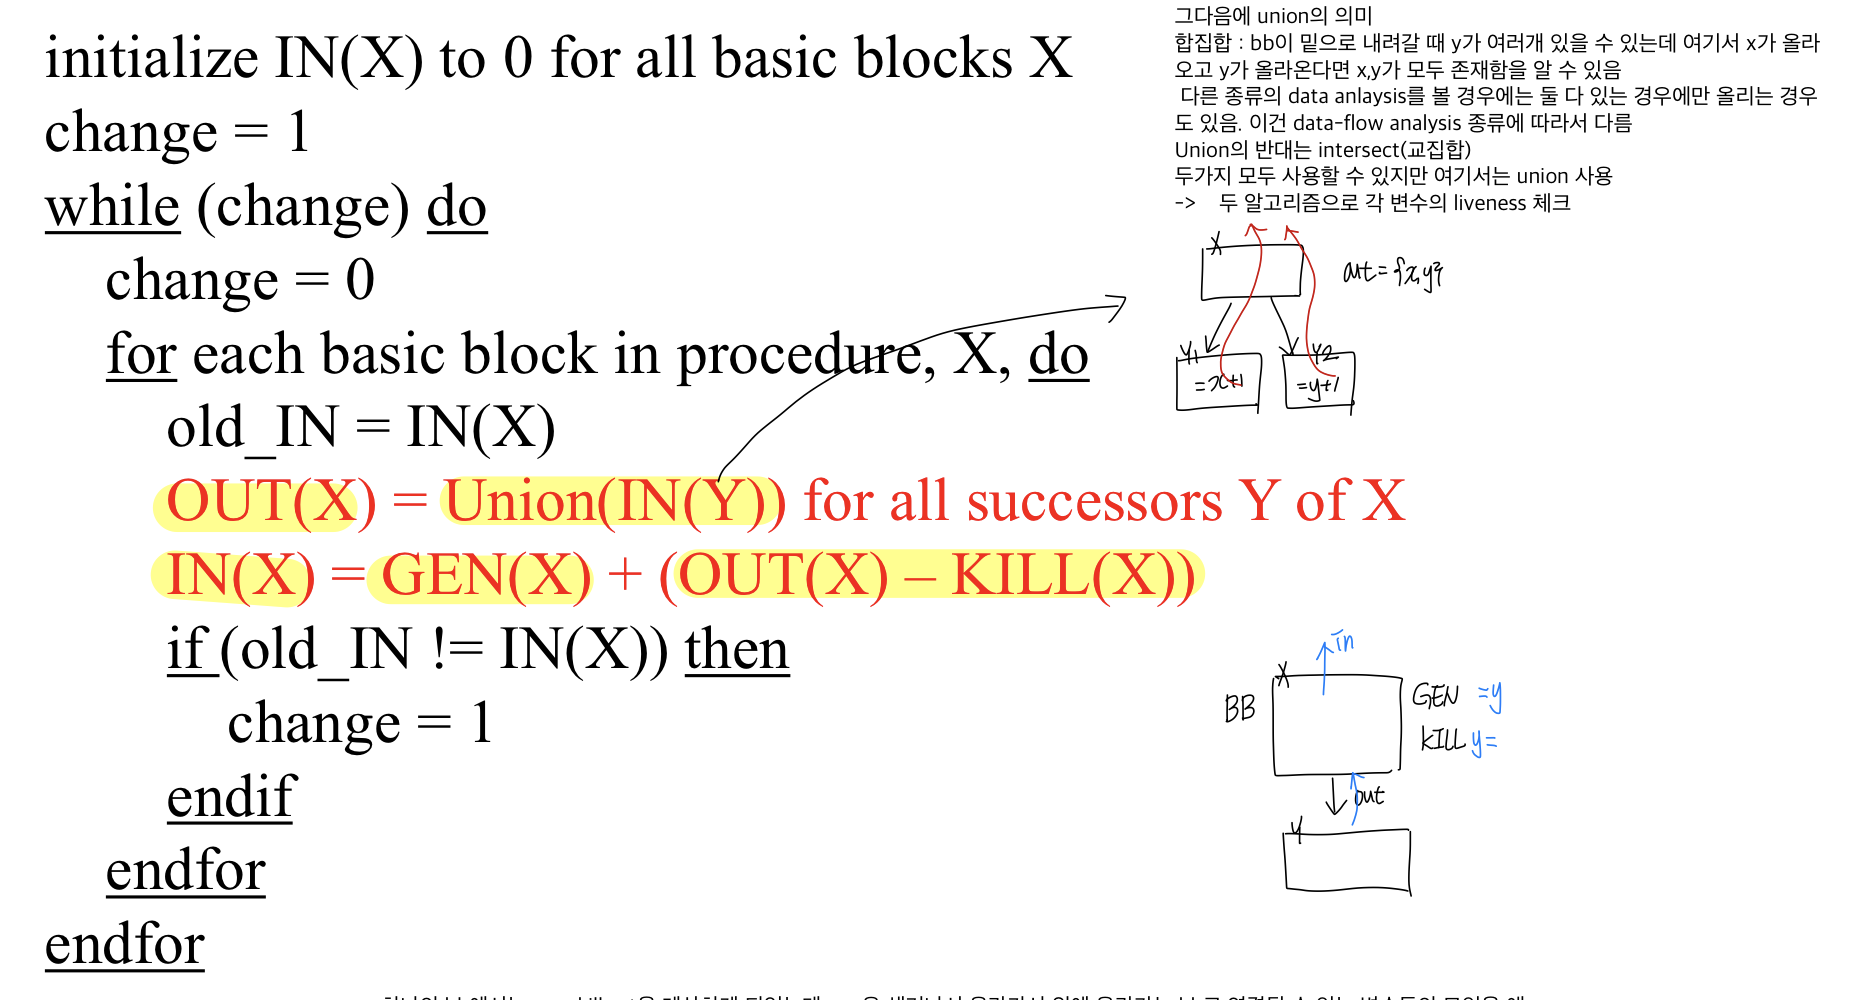 initialize IN(X) to 0 for all basic blocks X
change = 1
while (change) do
change = 0
for each basic block in procedure, X, do
old_IN = IN(X)
OUT(X) = Union(IN(Y)) for all successors Y of X
IN(X) = GEN(X) + (OUT(X) – KILL(X))
if (old_IN != IN(X)) then
change = 1
endif
endfor
endfor
그다음에 union의 의미
합집합 : bb이 밑으로 내려갈 때 y가 여러개 있을 수 있는데 여기서 x가 올라
오고 y가 올라온다면 x,y가 모두 존재함을 알 수 있음
다른 종류의 data anlaysis를 볼 경우에는 둘 다 있는 경우에만 올리는 경우
도 있음. 이건 data-flow analysis 종류에 따라서 다름
Union의 반대는 intersect(교집합)
두가지 모두 사용할 수 있지만 여기서는 union 사용
-> 두 알고리즘으로 각 변수의 liveness 체크
X
out = {x, y}
Y1
Y2
=x+1
=y+1
in
X
BB
GEN =y
KILL y=
out
Y